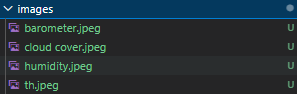 images
barometer.jpeg U
cloud cover.jpeg U
humidity.jpeg U
th.jpeg U